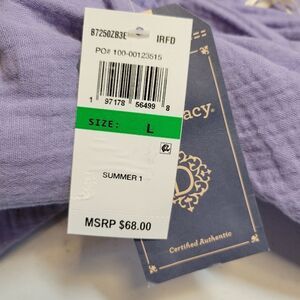 B7250ZB3E IRFD
PO# 100-00123515
1 97178 56499 8
SIZE: L
SUMMER 1
MSRP $68.00
acy®
D
Certified Authentic